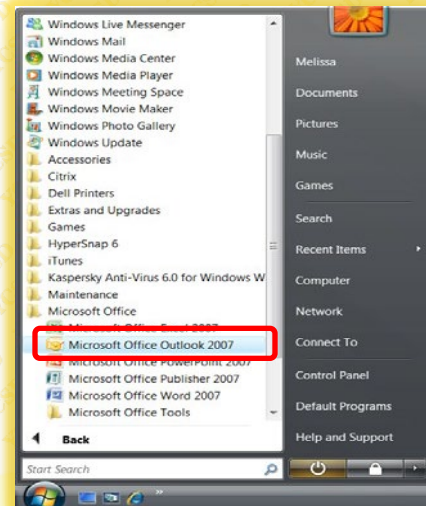 Windows Live Messenger
Windows Mail
Windows Media Center
Windows Media Player
Windows Meeting Space
Windows Movie Maker
Windows Photo Gallery
Windows Update
Accessories
Citrix
Dell Printers
Extras and Upgrades
Games
HyperSnap 6
iTunes
Kaspersky Anti-Virus 6.0 for Windows W
Maintenance
Microsoft Office
Microsoft Office Excel 2007
Microsoft Office Outlook 2007
Microsoft Office PowerPoint 2007
Microsoft Office Publisher 2007
Microsoft Office Word 2007
Microsoft Office Tools
Back
Start Search
Melissa
Documents
Pictures
Music
Games
Search
Recent Items
Computer
Network
Connect To
Control Panel
Default Programs
Help and Support